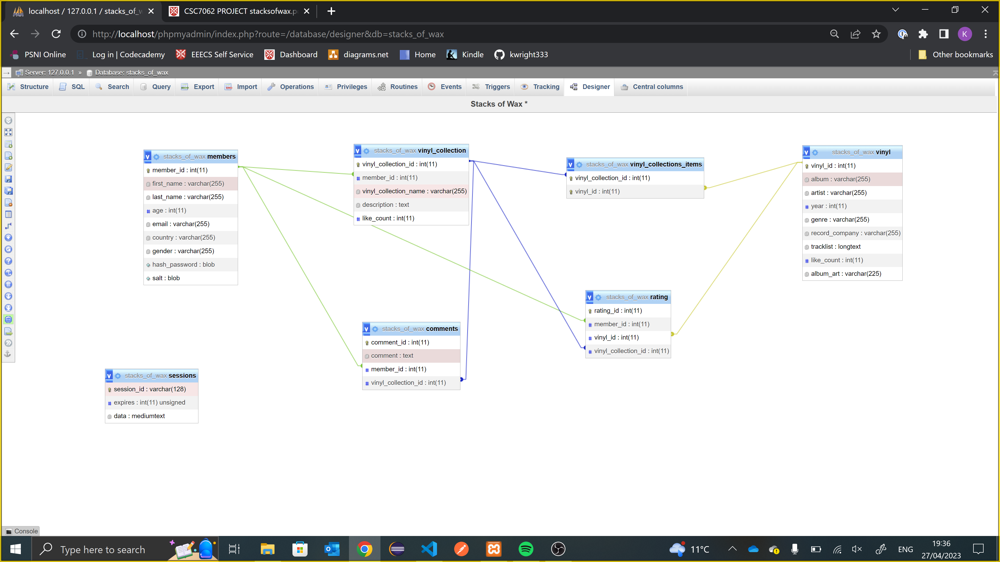 localhost / 127.0.0.1 / stacks_of_w
CSC7062 PROJECT stacksofwax.p
http://localhost/phpmyadmin/index.php?route=/database/designer&db=stacks_of_wax
K
PSNI Online
Log in | Codecademy
EEECS Self Service
Dashboard
diagrams.net
Home
Kindle
kwright333
Other bookmarks
Server: 127.0.0.1 » Database: stacks_of_wax
Structure
SQL
Search
Query
Export
Import
Operations
Privileges
Routines
Events
Triggers
Tracking
Designer
Central columns
Stacks of Wax *
v stacks_of_wax members
member_id : int(11)
first_name : varchar(255)
last_name : varchar(255)
# age : int(11)
email : varchar(255)
country : varchar(255)
gender : varchar(255)
hash_password : blob
salt : blob
v stacks_of_wax vinyl_collection
vinyl_collection_id : int(11)
# member_id : int(11)
vinyl_collection_name : varchar(255)
description : text
# like_count : int(11)
v stacks_of_wax vinyl_collections_items
vinyl_collection_id : int(11)
vinyl_id : int(11)
v stacks_of_wax vinyl
vinyl_id : int(11)
album : varchar(255)
artist : varchar(255)
# year : int(11)
genre : varchar(255)
record_company : varchar(255)
tracklist : longtext
# like_count : int(11)
album_art : varchar(225)
v stacks_of_wax rating
rating_id : int(11)
# member_id : int(11)
# vinyl_id : int(11)
# vinyl_collection_id : int(11)
v stacks_of_wax comments
comment_id : int(11)
comment : text
# member_id : int(11)
# vinyl_collection_id : int(11)
v stacks_of_wax sessions
session_id : varchar(128)
# expires : int(11) unsigned
data : mediumtext
Console
Type here to search
11°C
ENG
19:36
27/04/2023